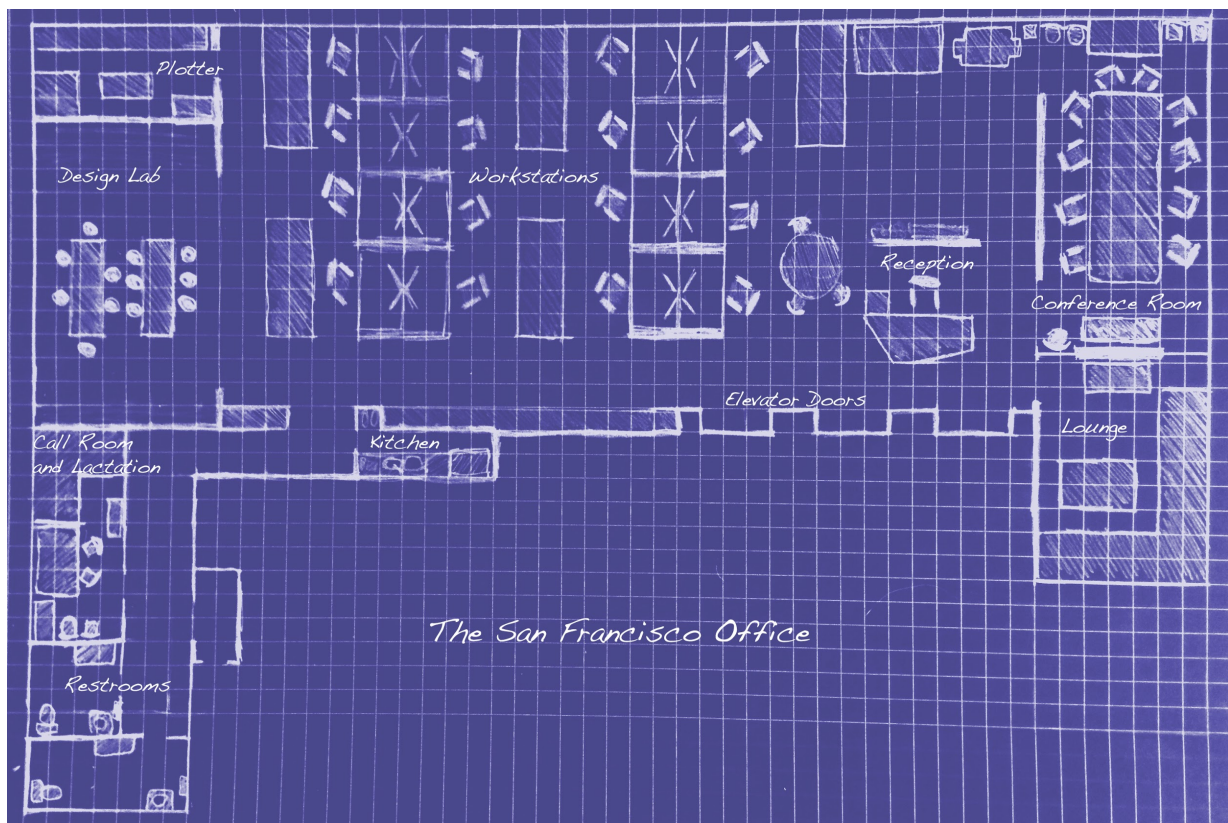 Plotter
Design Lab
Workstations
Reception
Conference Room
Elevator Doors
Call Room
and Lactation
Kitchen
Lounge
The San Francisco Office
Restrooms